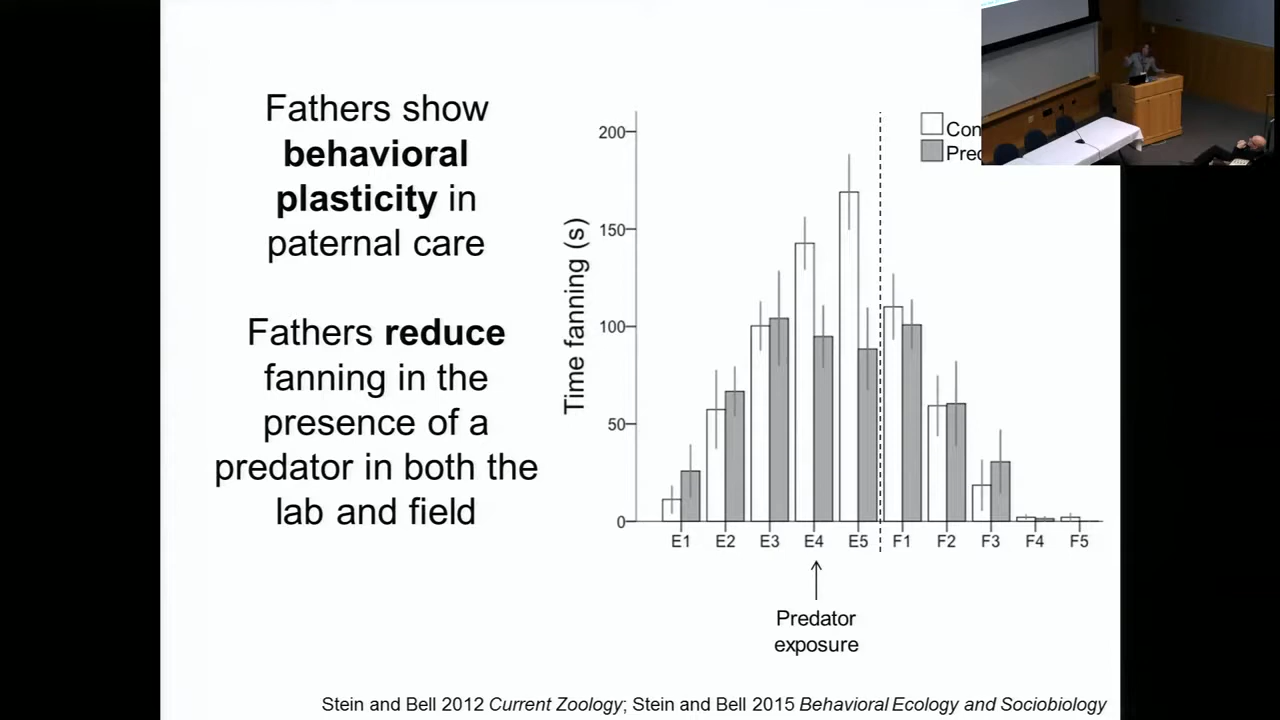 Fathers show
behavioral
plasticity in
paternal care
Fathers reduce
fanning in the
presence of a
predator in both the
lab and field
Time fanning (s)
200
150
100
50
0
E1 E2 E3 E4 E5 F1 F2 F3 F4 F5
Predator
exposure
Stein and Bell 2012 Current Zoology; Stein and Bell 2015 Behavioral Ecology and Sociobiology